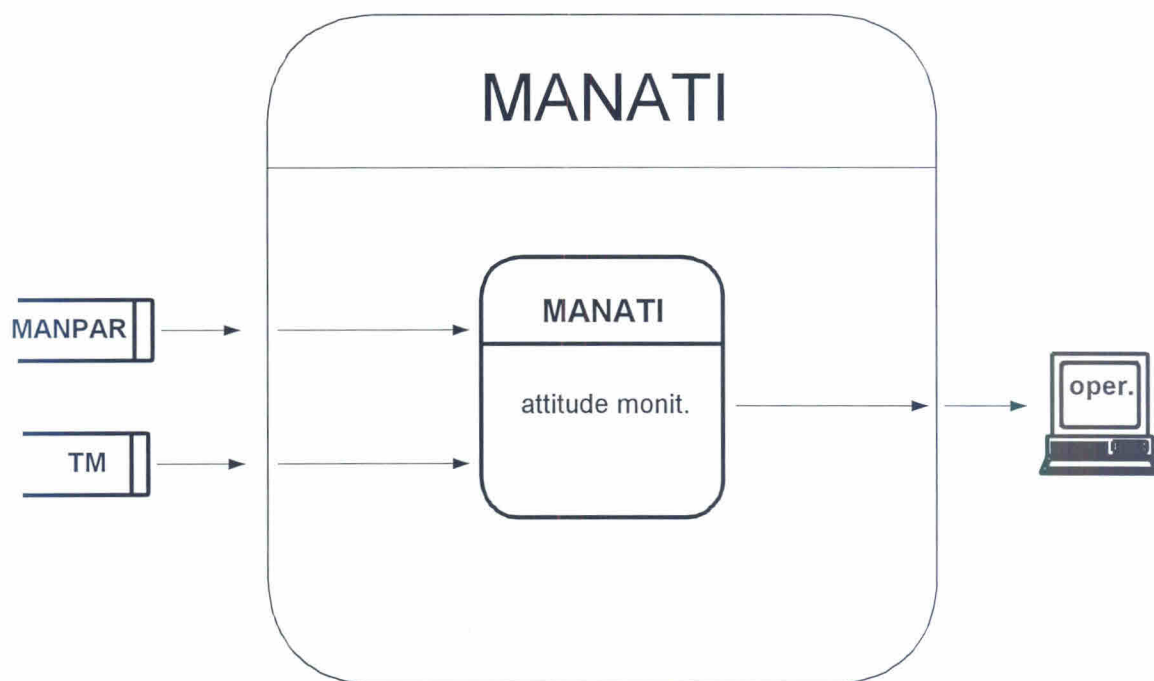 MANATI
MANATI
MANPAR
attitude monit.
oper.
TM